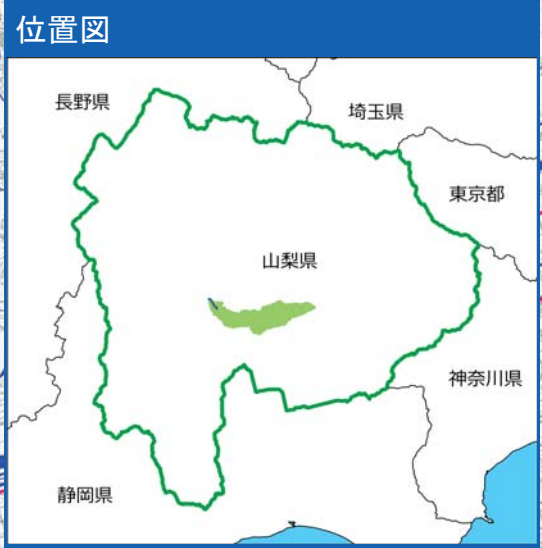 位置図
長野県
埼玉県
東京都
山梨県
神奈川県
静岡県